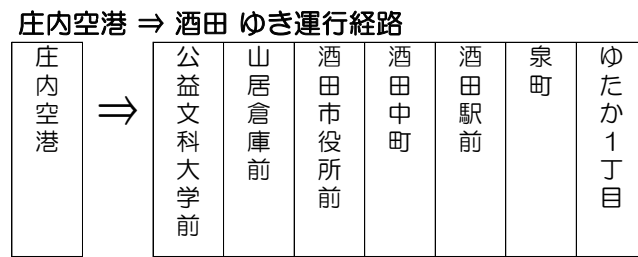 庄内空港 ⇒ 酒田 ゆき運行経路
庄内空港
⇒
公益文科大学前
山居倉庫前
酒田市役所前
酒田中町
酒田駅前
泉町
ゆたか１丁目